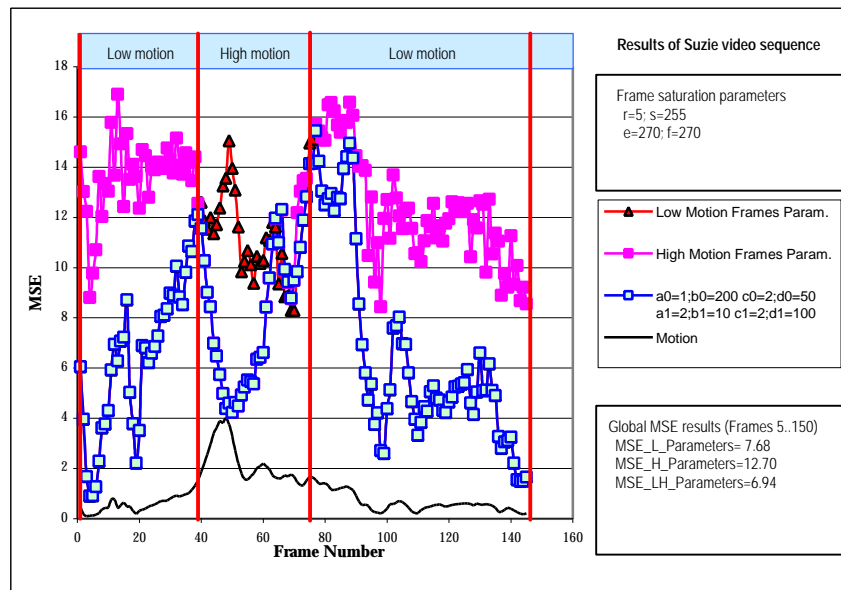 Low motion High motion Low motion
Results of Suzie video sequence
18
16
14
12
10
8
6
4
2
0
MSE
0 20 40 60 80 100 120 140 160
Frame Number
Frame saturation parameters
r=5; s=255
e=270; f=270
Low Motion Frames Param.
High Motion Frames Param.
a0=1;b0=200 c0=2;d0=50
a1=2;b1=10 c1=2;d1=100
Motion
Global MSE results (Frames 5..150)
MSE_L_Parameters= 7.68
MSE_H_Parameters=12.70
MSE_LH_Parameters=6.94